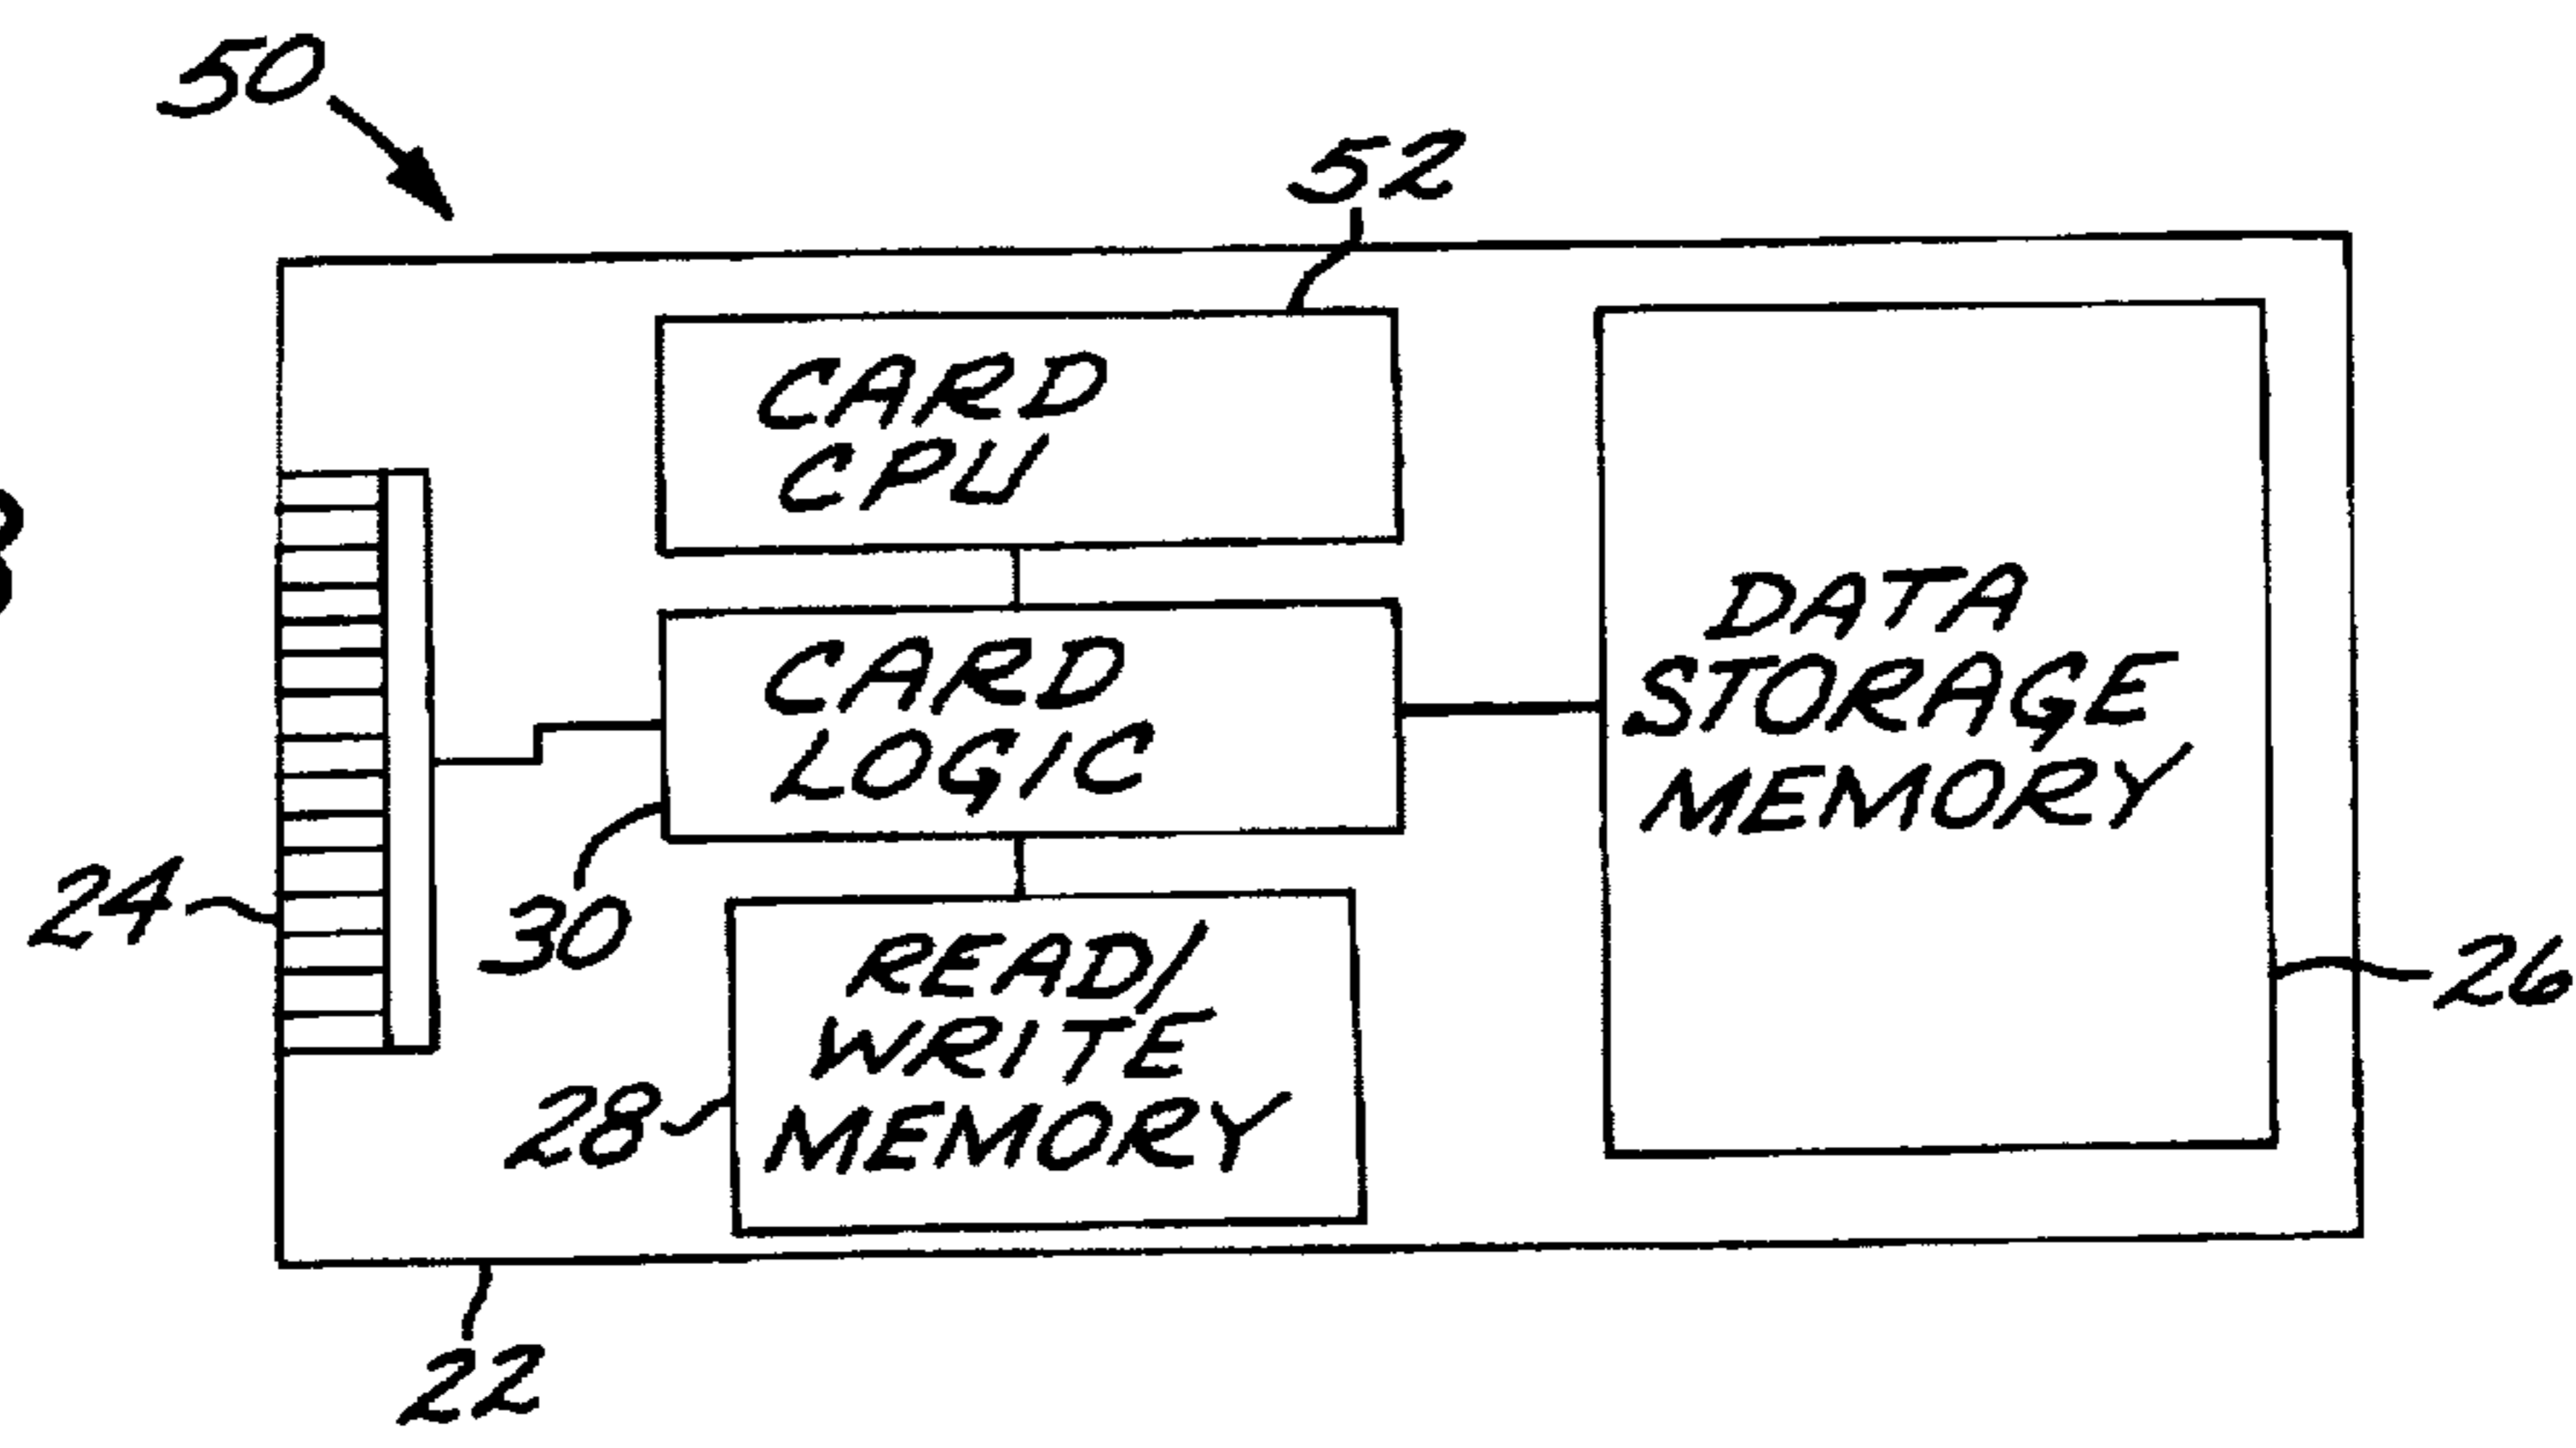 50
52
CARD
CPU
CARD
LOGIC
DATA
STORAGE
MEMORY
24
30
READ/
WRITE
MEMORY
26
28
22